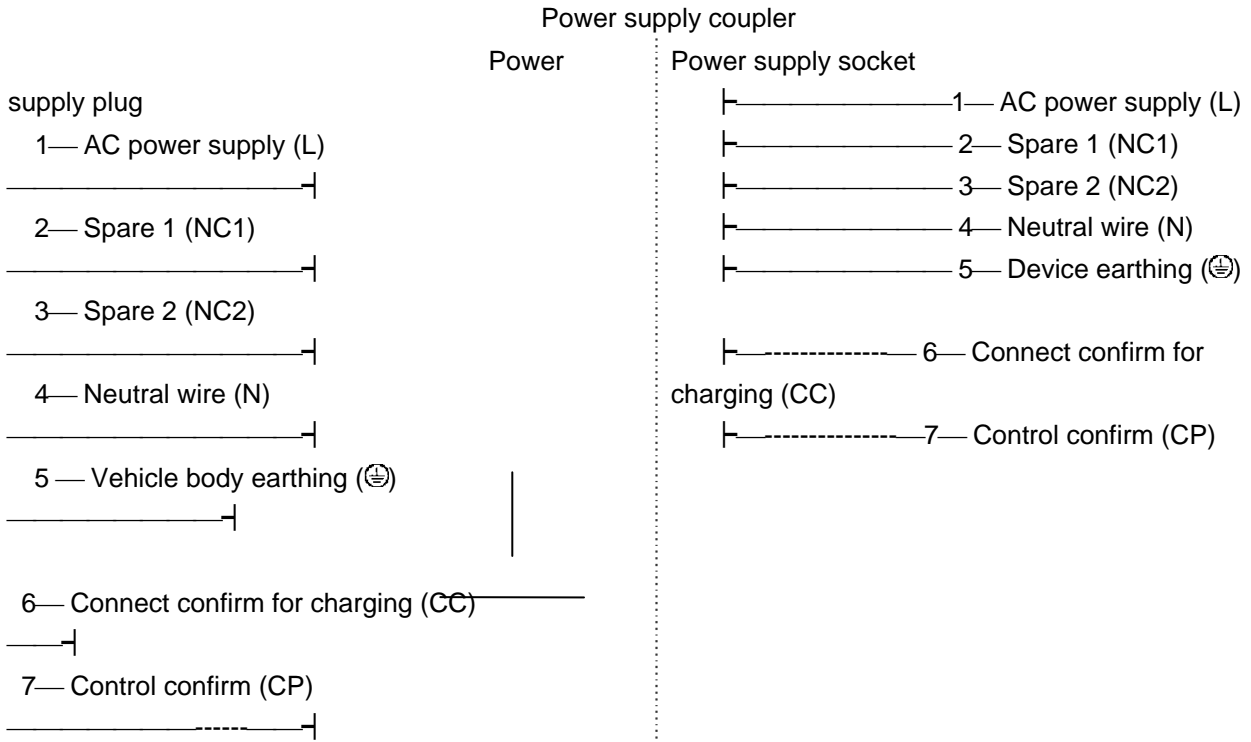 Power supply coupler
Power
supply plug
1— AC power supply (L)
2— Spare 1 (NC1)
3— Spare 2 (NC2)
4— Neutral wire (N)
5 — Vehicle body earthing (⏚)
6— Connect confirm for charging (CC)
7— Control confirm (CP)
Power supply socket
1— AC power supply (L)
2— Spare 1 (NC1)
3— Spare 2 (NC2)
4— Neutral wire (N)
5— Device earthing (⏚)
6— Connect confirm for
charging (CC)
7— Control confirm (CP)